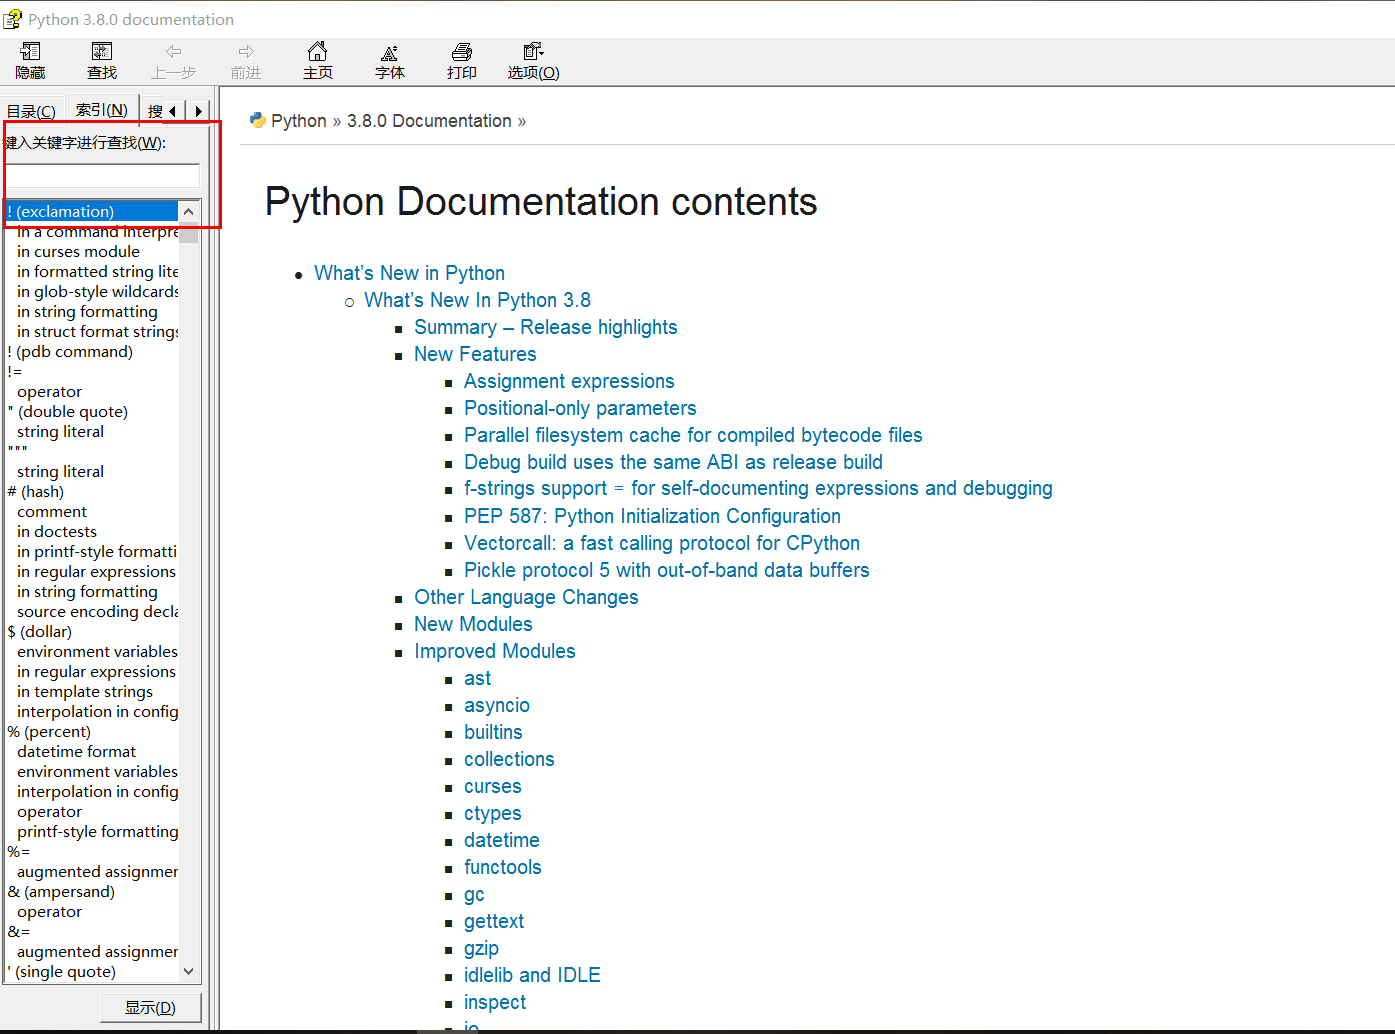 Python 3.8.0 documentation
隐藏 查找 上一步 前进 主页 字体 打印 选项(O)
目录(C) 索引(N) 搜
键入关键字进行查找(W):
! (exclamation)
in a command interpre
in curses module
in formatted string lite
in glob-style wildcards
in string formatting
in struct format strings
! (pdb command)
!=
operator
" (double quote)
string literal
"""
string literal
# (hash)
comment
in doctests
in printf-style formatti
in regular expressions
in string formatting
source encoding decla
$ (dollar)
environment variables
in regular expressions
in template strings
interpolation in config
% (percent)
datetime format
environment variables
interpolation in config
operator
printf-style formatting
%=
augmented assignmer
& (ampersand)
operator
&=
augmented assignmer
' (single quote)
显示(D)
Python » 3.8.0 Documentation »
Python Documentation contents
What’s New in Python
What’s New In Python 3.8
Summary – Release highlights
New Features
Assignment expressions
Positional-only parameters
Parallel filesystem cache for compiled bytecode files
Debug build uses the same ABI as release build
f-strings support = for self-documenting expressions and debugging
PEP 587: Python Initialization Configuration
Vectorcall: a fast calling protocol for CPython
Pickle protocol 5 with out-of-band data buffers
Other Language Changes
New Modules
Improved Modules
ast
asyncio
builtins
collections
curses
ctypes
datetime
functools
gc
gettext
gzip
idlelib and IDLE
inspect
io